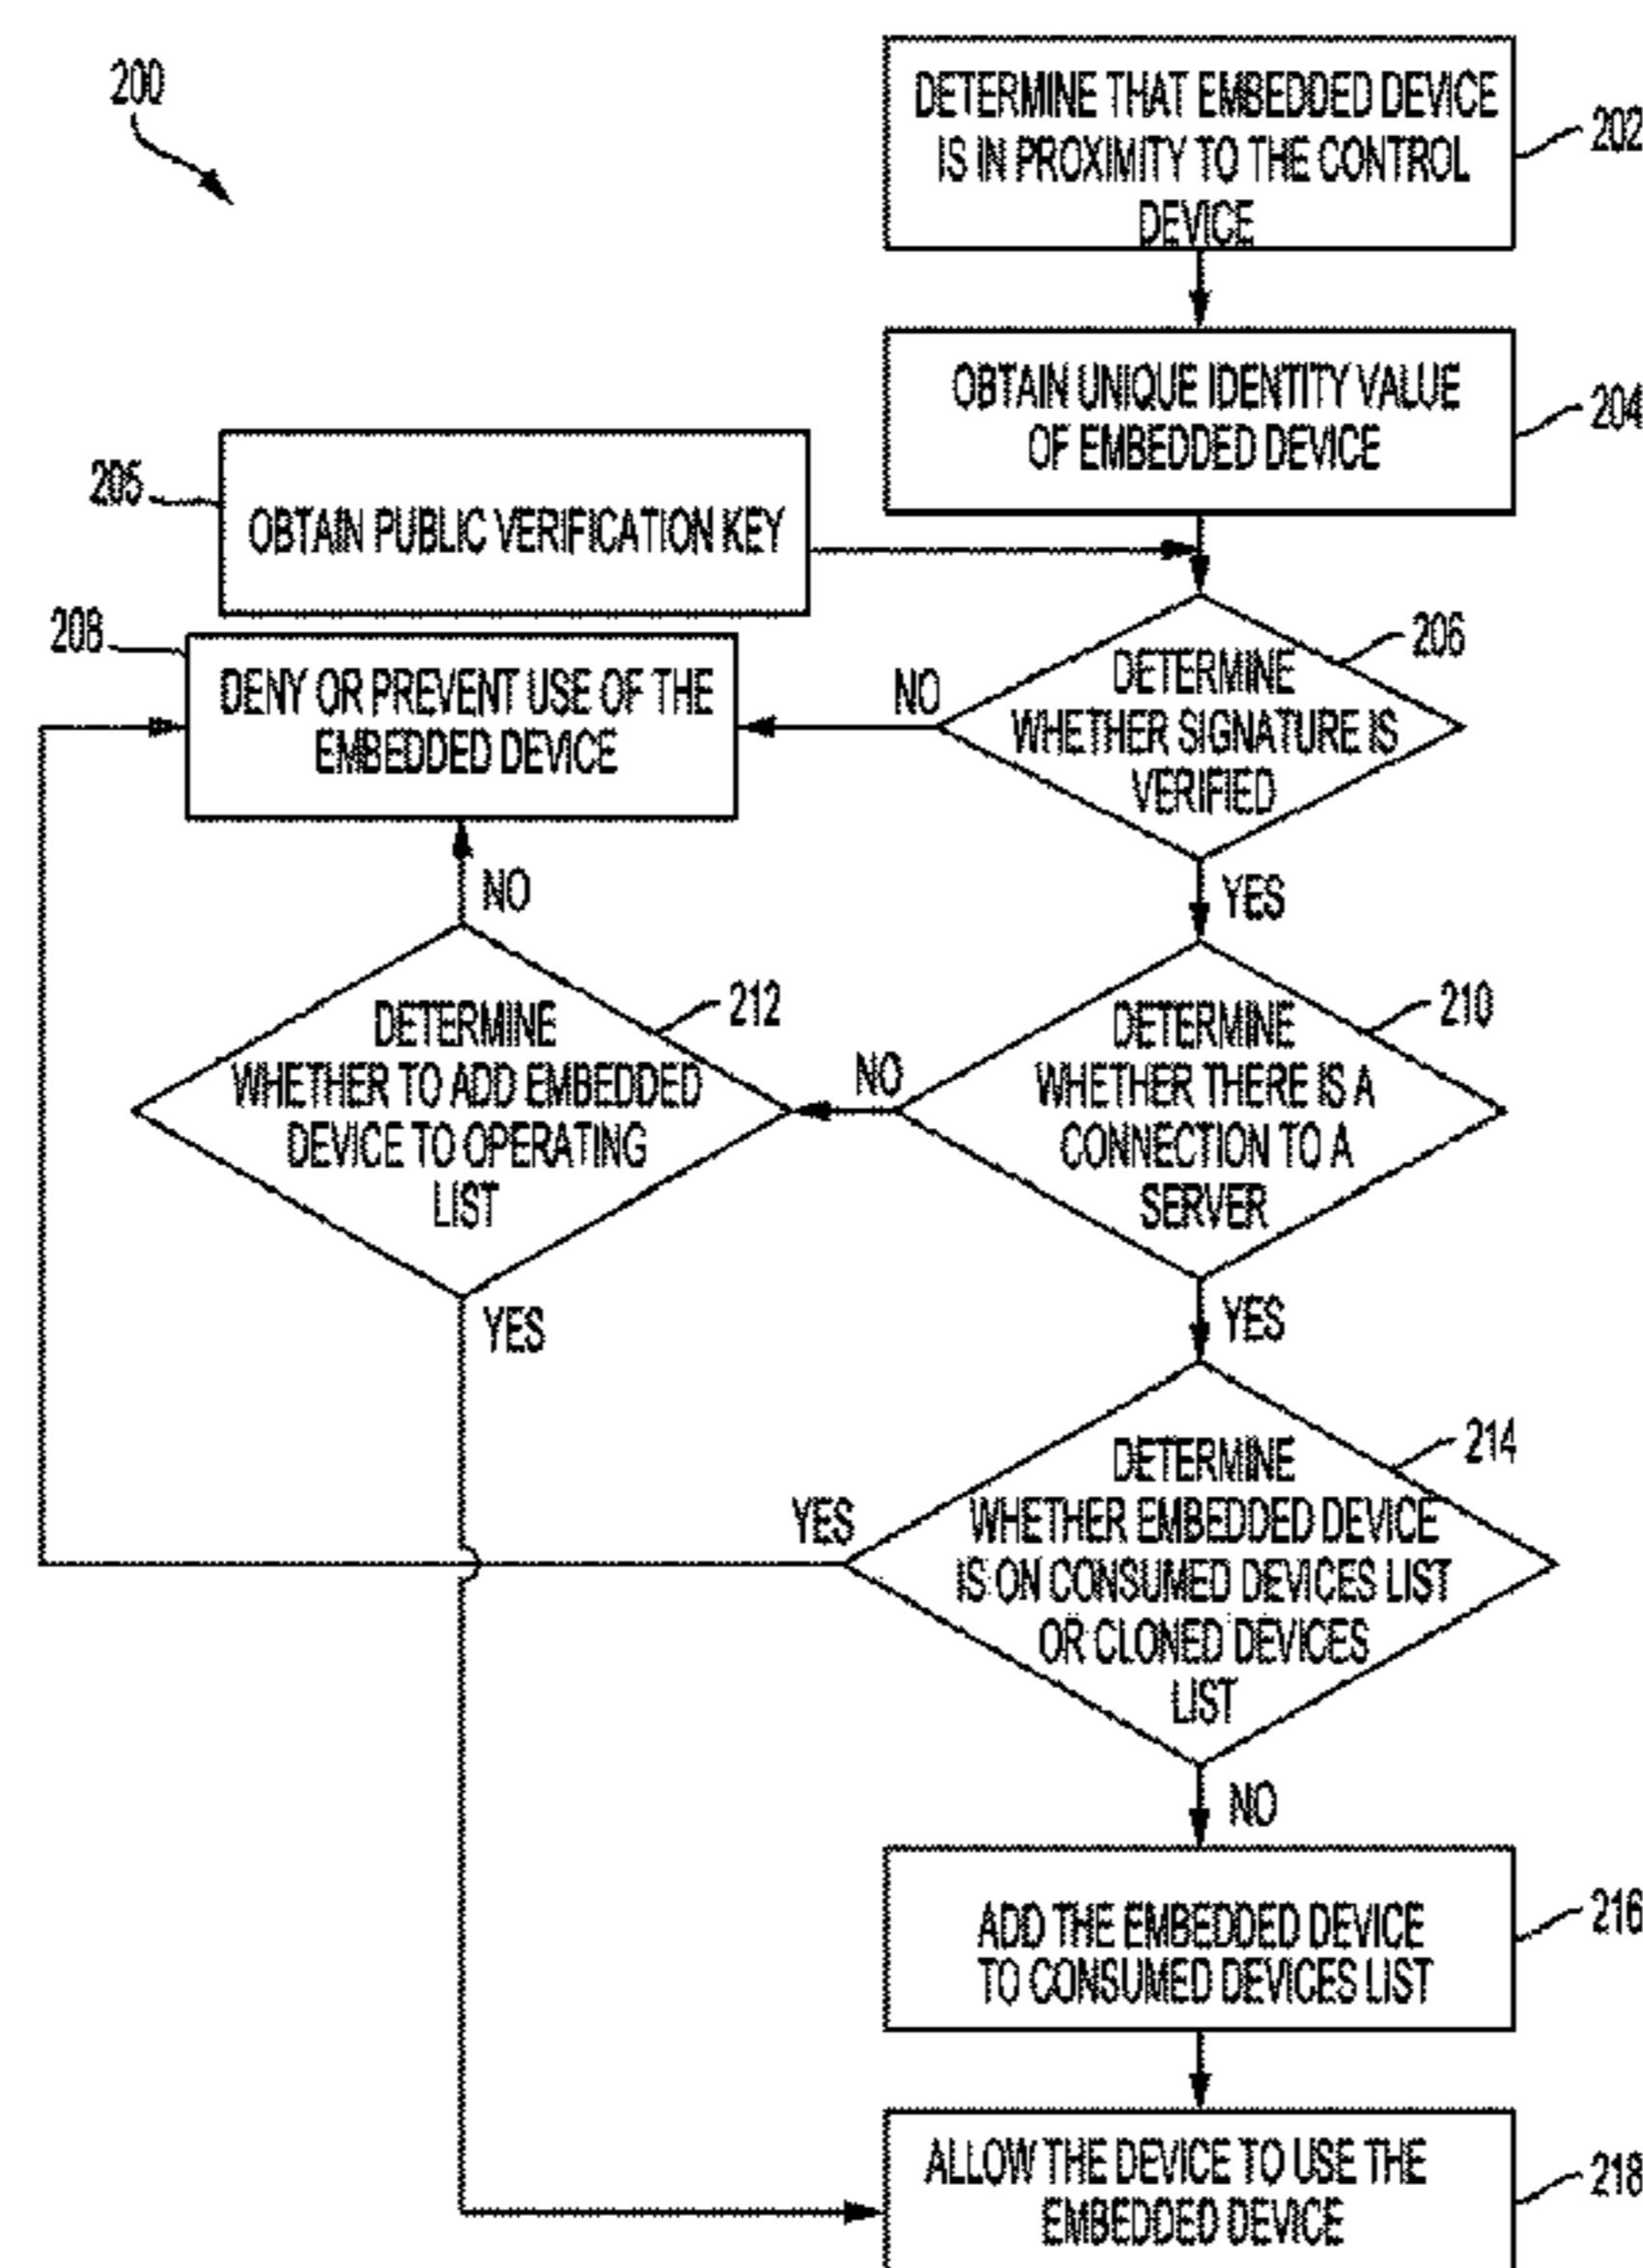 200
DETERMINE THAT EMBEDDED DEVICE
IS IN PROXIMITY TO THE CONTROL
DEVICE
202
OBTAIN UNIQUE IDENTITY VALUE
OF EMBEDDED DEVICE
204
205
OBTAIN PUBLIC VERIFICATION KEY
208
DENY OR PREVENT USE OF THE
EMBEDDED DEVICE
NO
DETERMINE
WHETHER SIGNATURE IS
VERIFIED
206
YES
NO
DETERMINE
WHETHER TO ADD EMBEDDED
DEVICE TO OPERATING
LIST
212
NO
DETERMINE
WHETHER THERE IS A
CONNECTION TO A
SERVER
210
YES
YES
DETERMINE
WHETHER EMBEDDED DEVICE
IS ON CONSUMED DEVICES LIST
OR CLONED DEVICES
LIST
214
YES
NO
ADD THE EMBEDDED DEVICE
TO CONSUMED DEVICES LIST
216
ALLOW THE DEVICE TO USE THE
EMBEDDED DEVICE
218